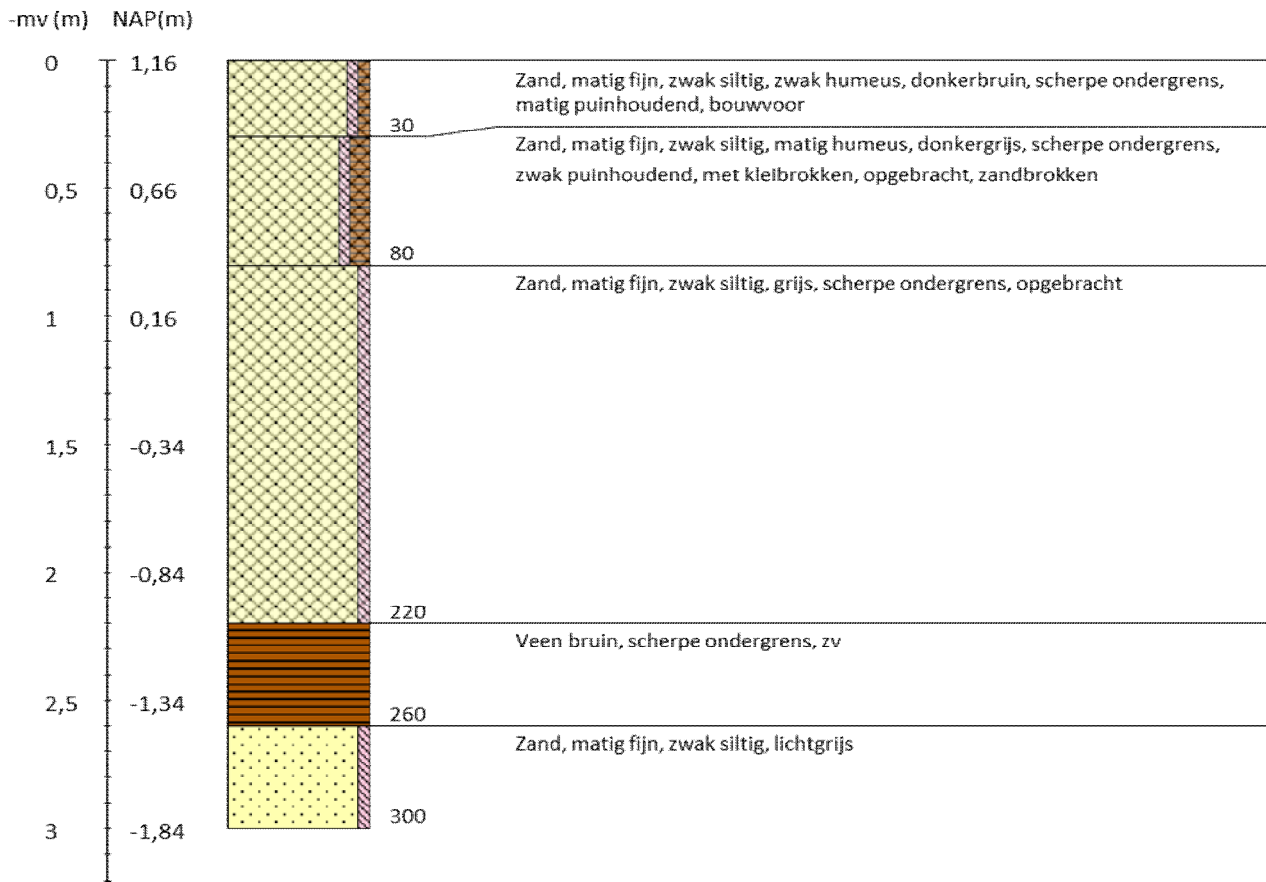 -mv (m) NAP(m)
0 1,16
Zand, matig fijn, zwak siltig, zwak humeus, donkerbruin, scherpe ondergrens,
matig puinhoudend, bouwvoor
30
Zand, matig fijn, zwak siltig, matig humeus, donkergrijs, scherpe ondergrens,
zwak puinhoudend, met kleibrokken, opgebracht, zandbrokken
0,5 0,66
80
Zand, matig fijn, zwak siltig, grijs, scherpe ondergrens, opgebracht
1 0,16
1,5 -0,34
2 -0,84
220
Veen bruin, scherpe ondergrens, zv
2,5 -1,34
260
Zand, matig fijn, zwak siltig, lichtgrijs
300
3 -1,84